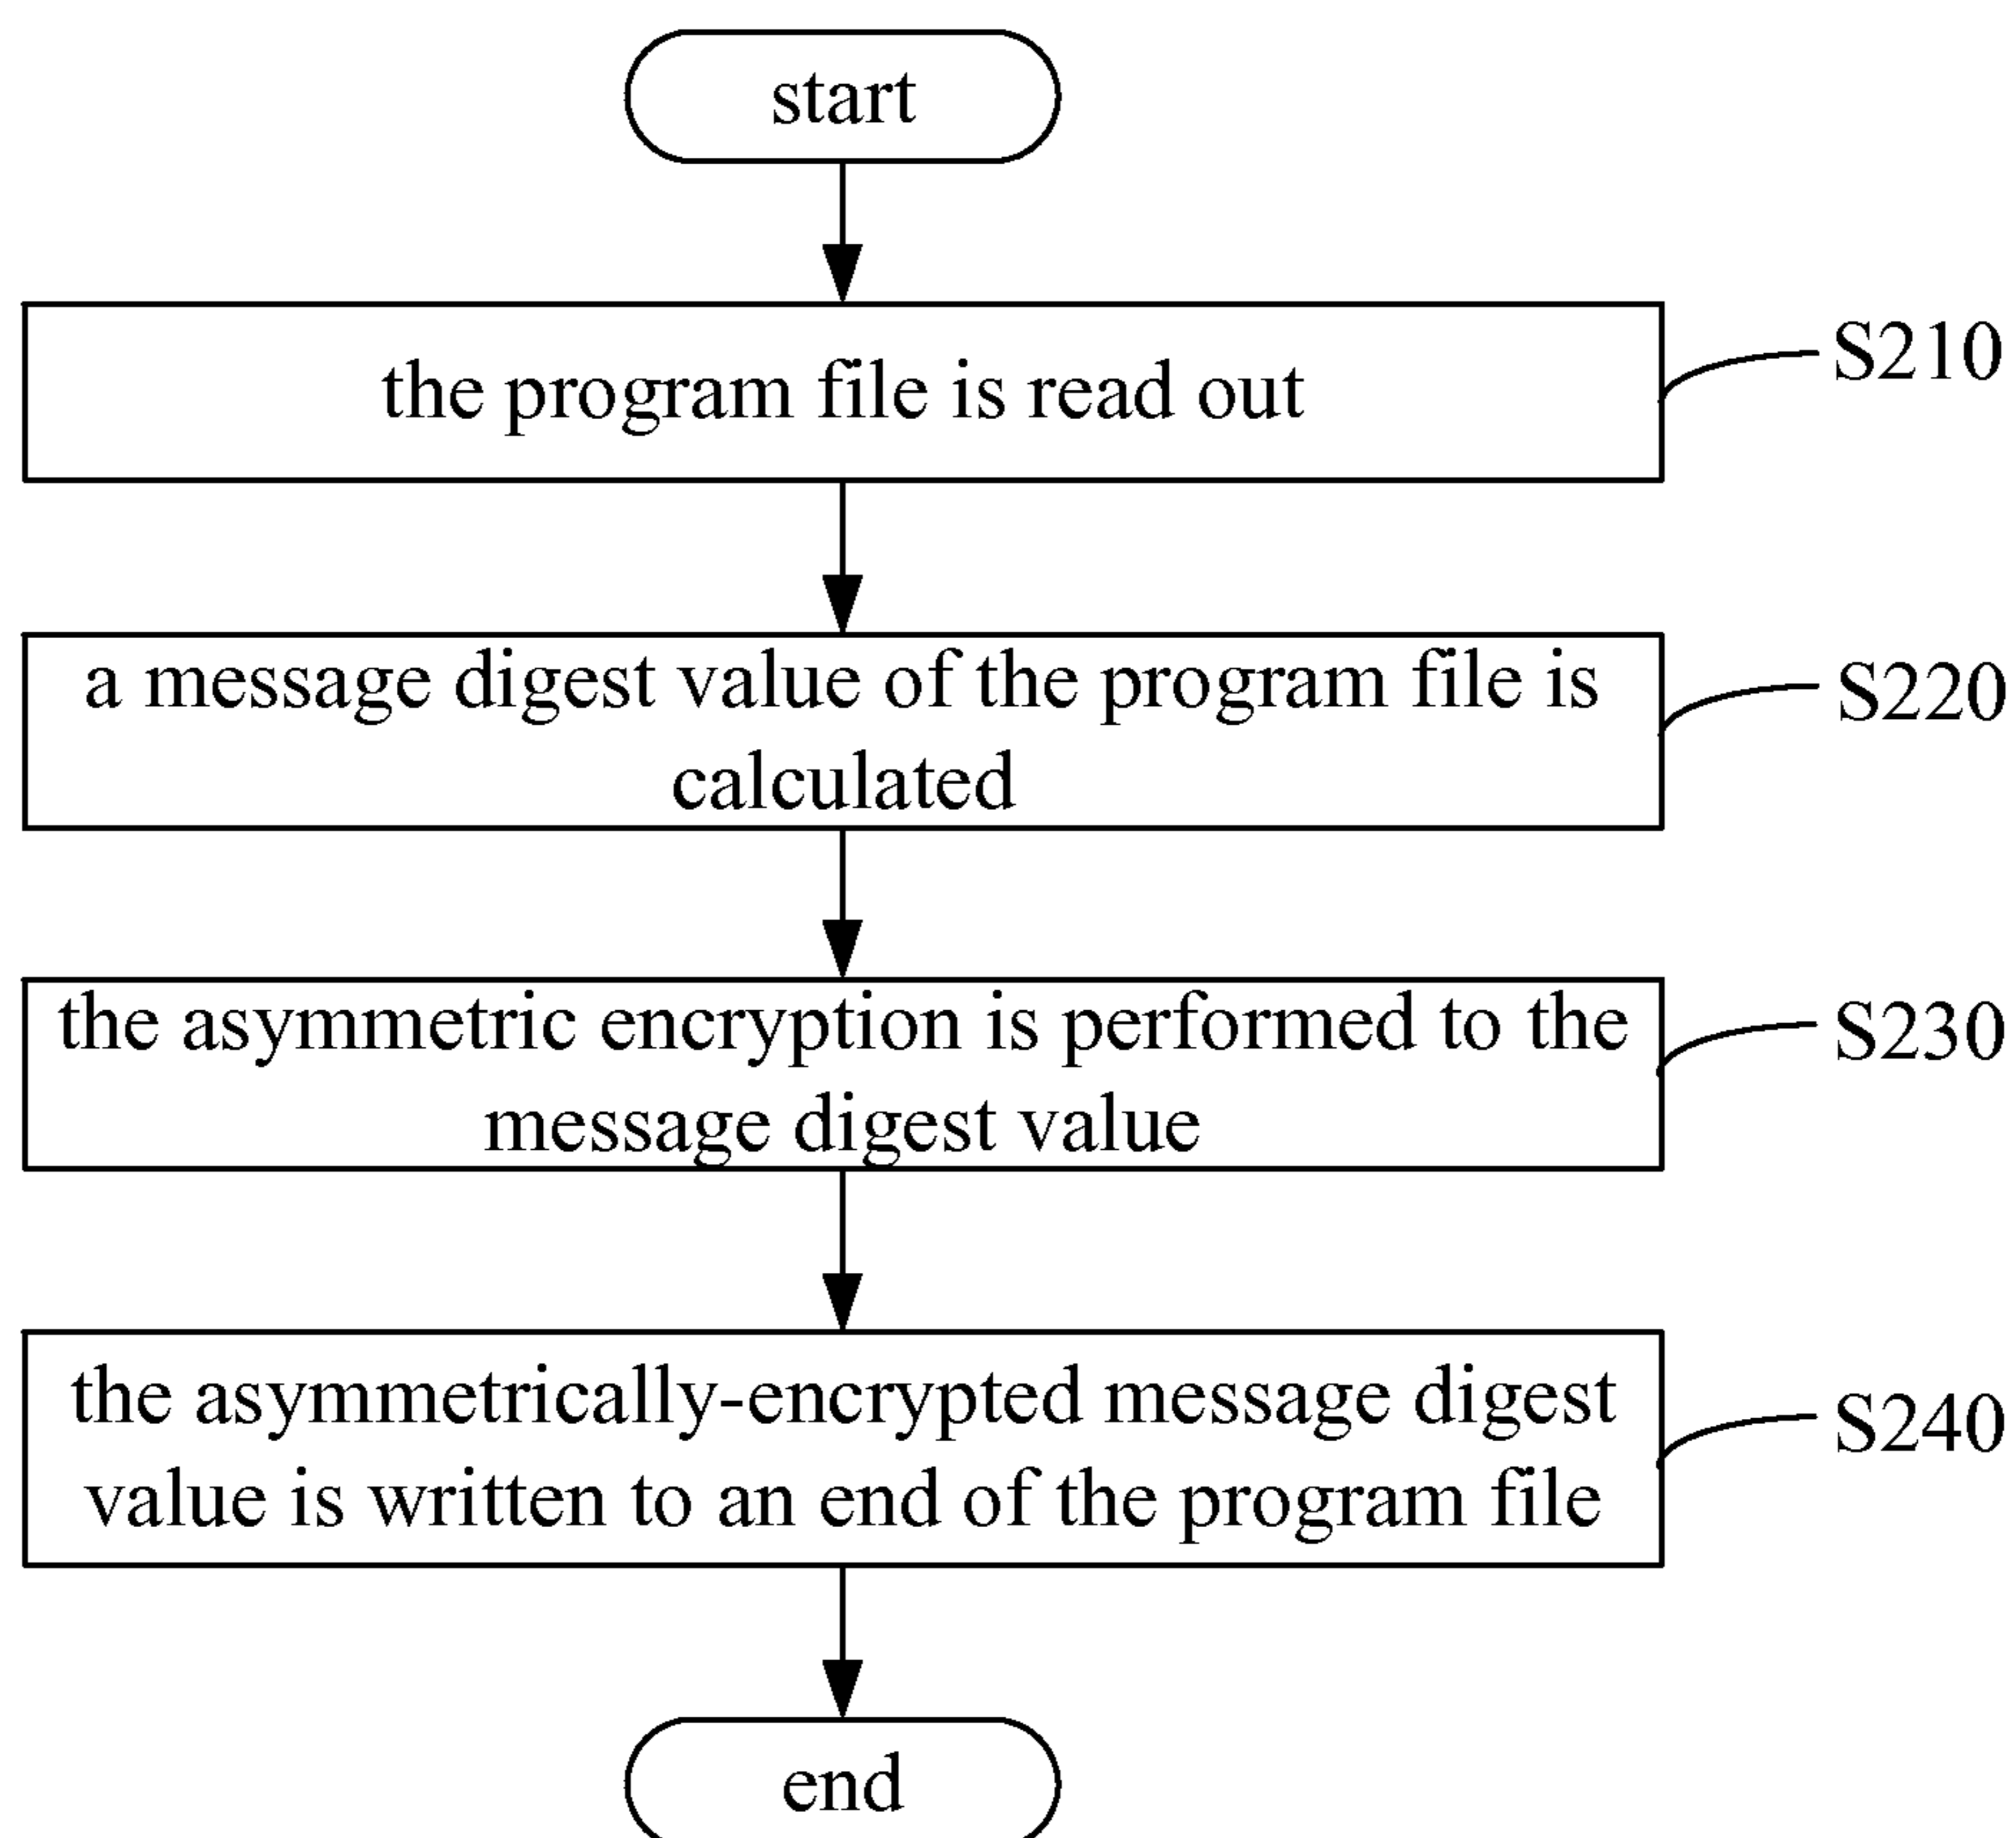 start
the program file is read out
S210
a message digest value of the program file is
calculated
S220
the asymmetric encryption is performed to the
message digest value
S230
the asymmetrically-encrypted message digest
value is written to an end of the program file
S240
end